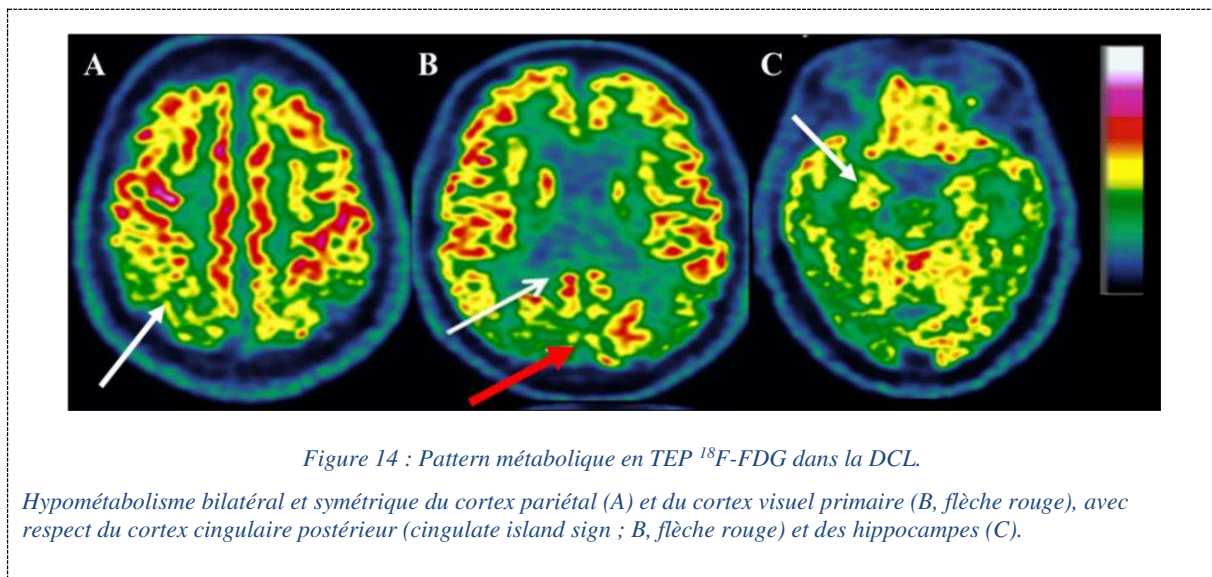 A B C
Figure 14 : Pattern métabolique en TEP ¹⁸F-FDG dans la DCL.
Hypométabolisme bilatéral et symétrique du cortex pariétal (A) et du cortex visuel primaire (B, flèche rouge), avec
respect du cortex cingulaire postérieur (cingulate island sign ; B, flèche rouge) et des hippocampes (C).